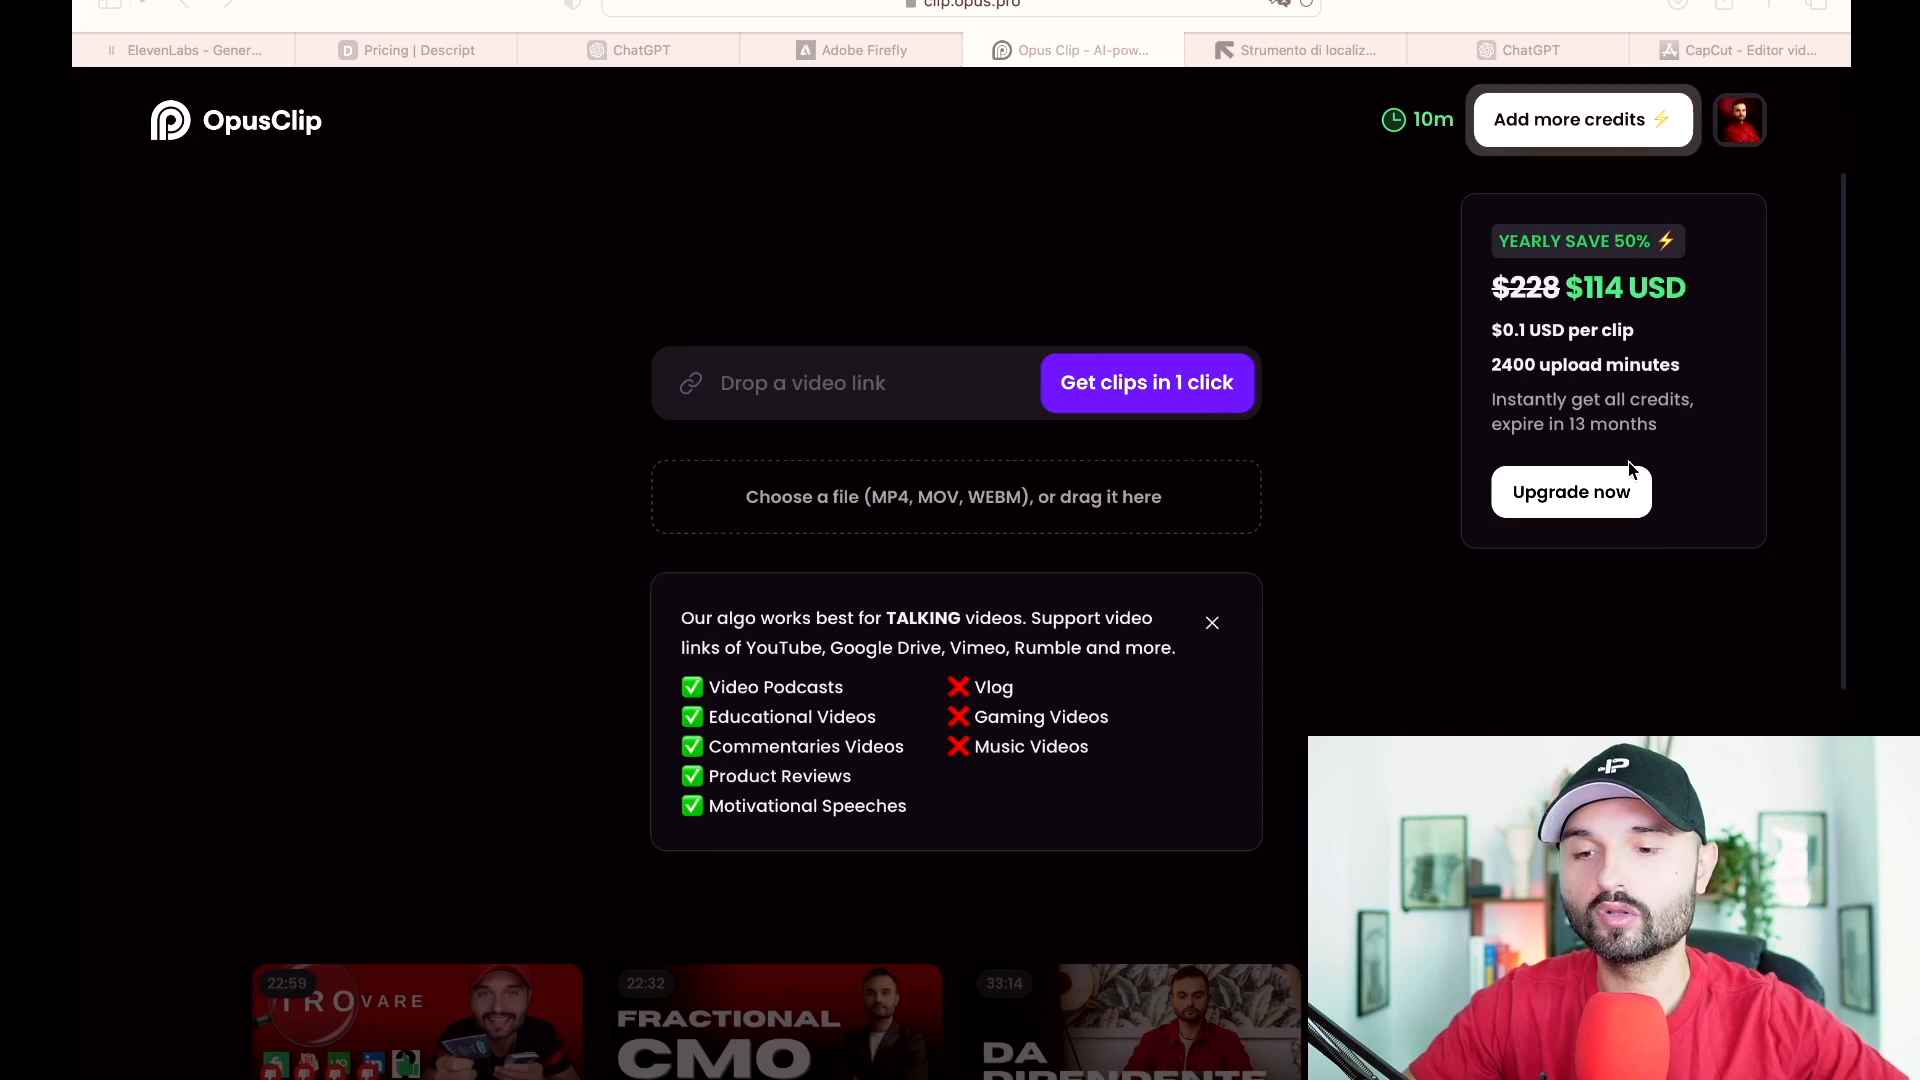 clip.opus.pro
ElevenLabs - Gener...
Pricing | Descript
ChatGPT
Adobe Firefly
Opus Clip - AI-pow...
Strumento di localiz...
ChatGPT
CapCut - Editor vid...
OpusClip
10m
Add more credits ⚡
YEARLY SAVE 50% ⚡
$228 $114 USD
$0.1 USD per clip
2400 upload minutes
Instantly get all credits,
expire in 13 months
Upgrade now
Drop a video link
Get clips in 1 click
Choose a file (MP4, MOV, WEBM), or drag it here
Our algo works best for TALKING videos. Support video
links of YouTube, Google Drive, Vimeo, Rumble and more.
✅ Video Podcasts
✅ Educational Videos
✅ Commentaries Videos
✅ Product Reviews
✅ Motivational Speeches
❌ Vlog
❌ Gaming Videos
❌ Music Videos
22:59
TROVARE
22:32
FRACTIONAL
CMO
33:14
DA
DIPENDENTE